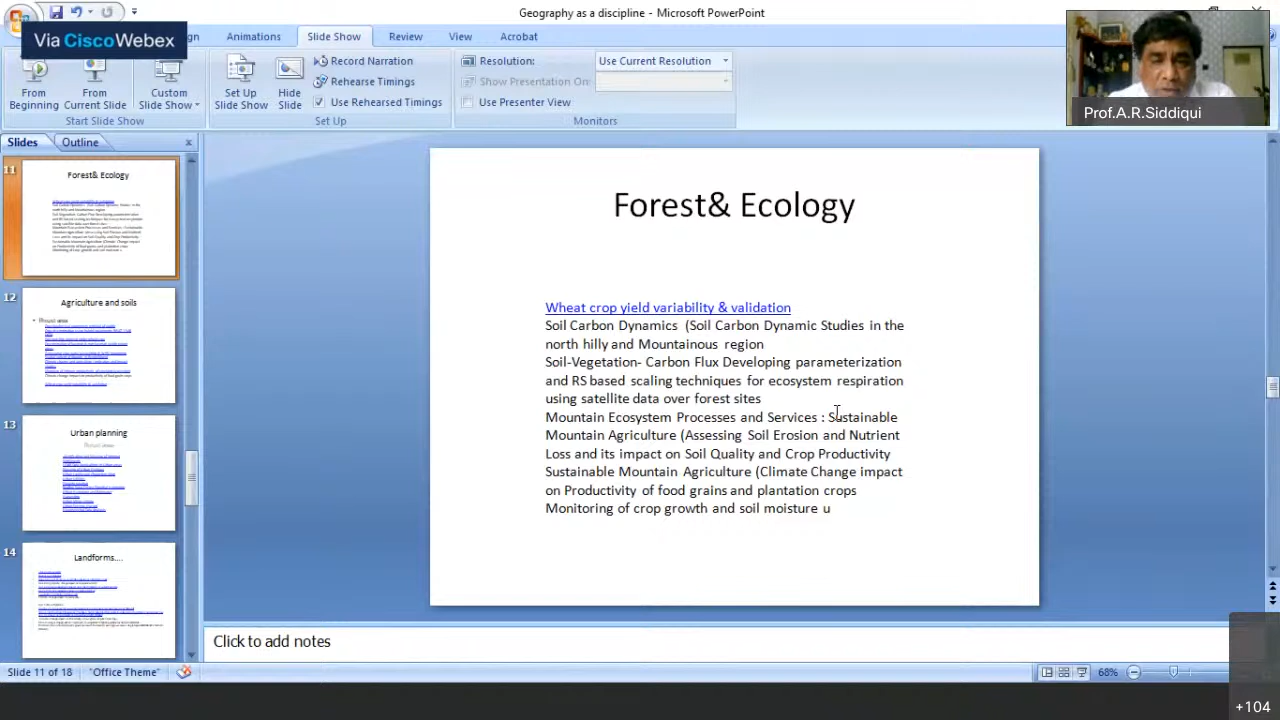 Geography as a discipline - Microsoft PowerPoint
Via Cisco Webex
Animations Slide Show Review View Acrobat
From Beginning
From Current Slide
Custom Slide Show
Start Slide Show
Set Up Slide Show
Hide Slide
Record Narration
Rehearse Timings
Use Rehearsed Timings
Set Up
Resolution: Use Current Resolution
Show Presentation On:
Use Presenter View
Monitors
Prof.A.R.Siddiqui
Slides Outline
11
Forest& Ecology
12
Agriculture and soils
13
Urban planning
14
Landforms....
Forest& Ecology
Wheat crop yield variability & validation
Soil Carbon Dynamics (Soil Carbon Dynamic Studies in the
north hilly and Mountainous region
Soil Vegetation- Carbon Flux Developing parameterization
and RS based scaling techniques for ecosystem respiration
using satellite data over forest sites
Mountain Ecosystem Processes and Services : Sustainable
Mountain Agriculture (Assessing Soil Erosion and Nutrient
Loss and its impact on Soil Quality and Crop Productivity
Sustainable Mountain Agriculture (Climate Change impact
on Productivity of food grains and plantation crops
Monitoring of crop growth and soil moisture u
Click to add notes
Slide 11 of 18 "Office Theme" 68%
+104